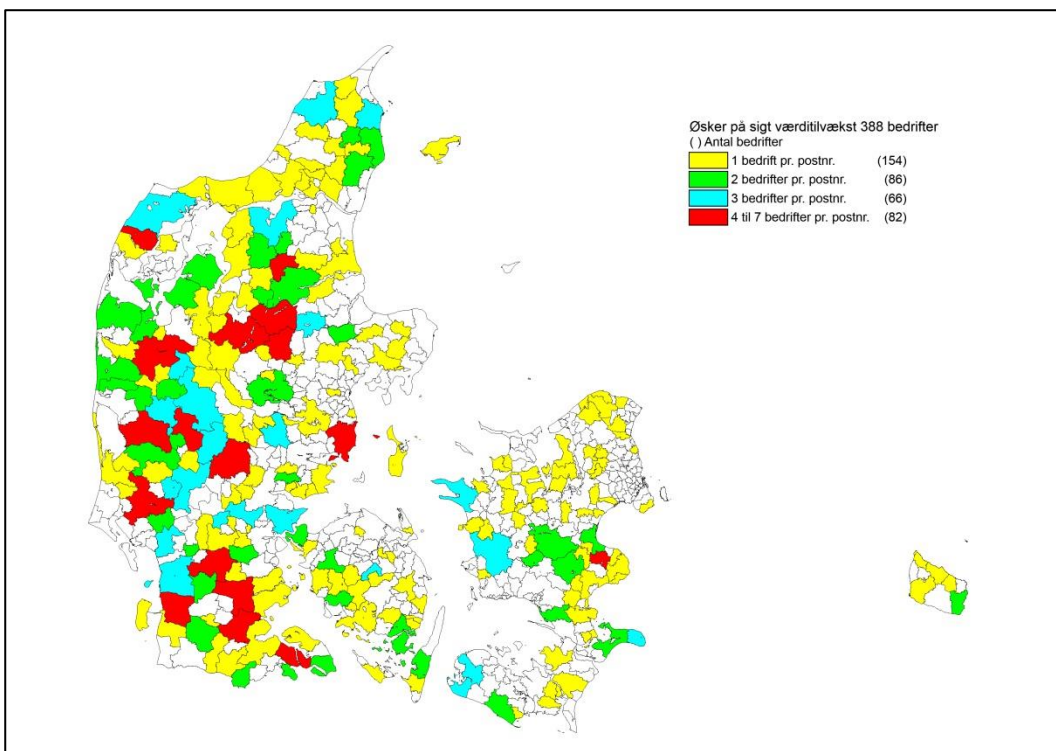 Øsker på sigt værditilvækst 388 bedrifter
( ) Antal bedrifter
1 bedrift pr. postnr. (154)
2 bedrifter pr. postnr. (86)
3 bedrifter pr. postnr. (66)
4 til 7 bedrifter pr. postnr. (82)